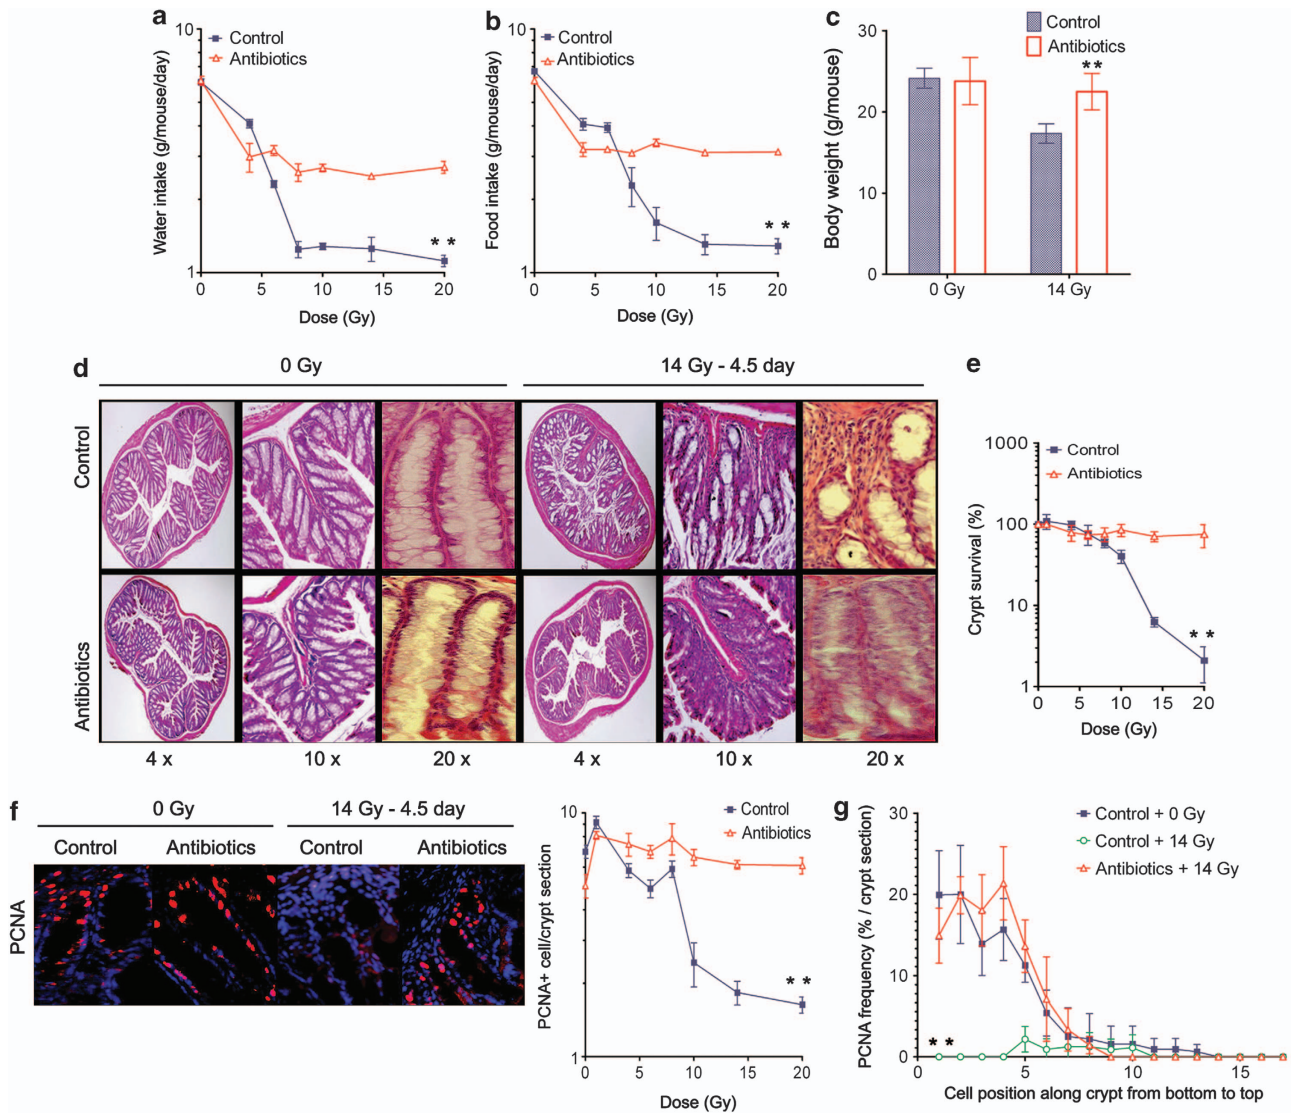 a
10
Control
Antibiotics
Water intake (g/mouse/day)
1
0 5 10 15 20
Dose (Gy)
* *
b
10
Control
Antibiotics
Food intake (g/mouse/day)
1
0 5 10 15 20
Dose (Gy)
* *
c
Control
Antibiotics
**
30
20
10
0
Body weight (g/mouse)
0 Gy 14 Gy
d
0 Gy 14 Gy - 4.5 day
Control
Antibiotics
4 x 10 x 20 x 4 x 10 x 20 x
e
1000
100
10
1
Control
Antibiotics
Crypt survival (%)
* *
0 5 10 15 20
Dose (Gy)
f
0 Gy 14 Gy - 4.5 day
Control Antibiotics Control Antibiotics
PCNA
10
1
Control
Antibiotics
PCNA+ cell/crypt section
* *
0 5 10 15 20
Dose (Gy)
g
30
20
10
0
Control + 0 Gy
Control + 14 Gy
Antibiotics + 14 Gy
PCNA frequency (% / crypt section)
* *
0 5 10 15
Cell position along crypt from bottom to top